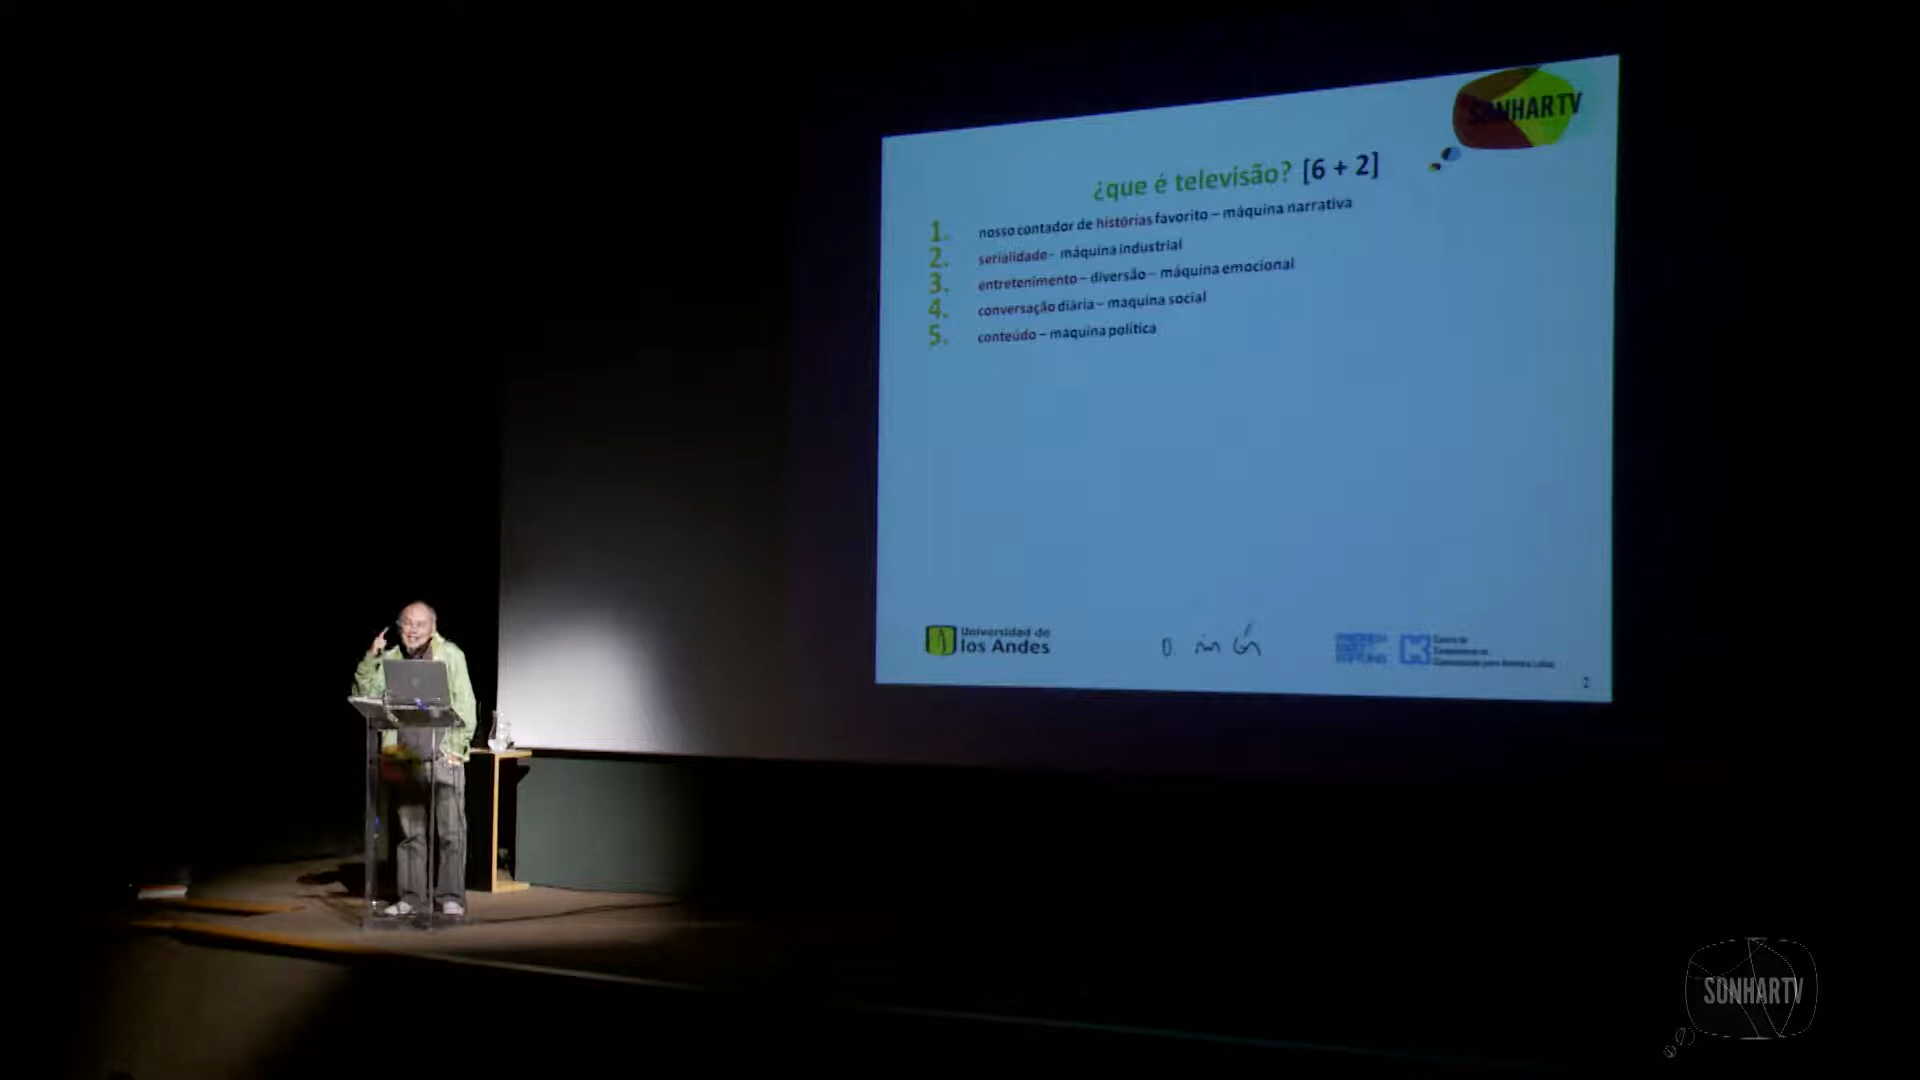 SONHARTV
¿que é televisão? [6 + 2]
1. nosso contador de histórias favorito – máquina narrativa
2. serialidade - máquina industrial
3. entretenimento – diversão – máquina emocional
4. conversação diária – maquina social
5. conteúdo – maquina política
Universidad de
los Andes
2
SONHARTV